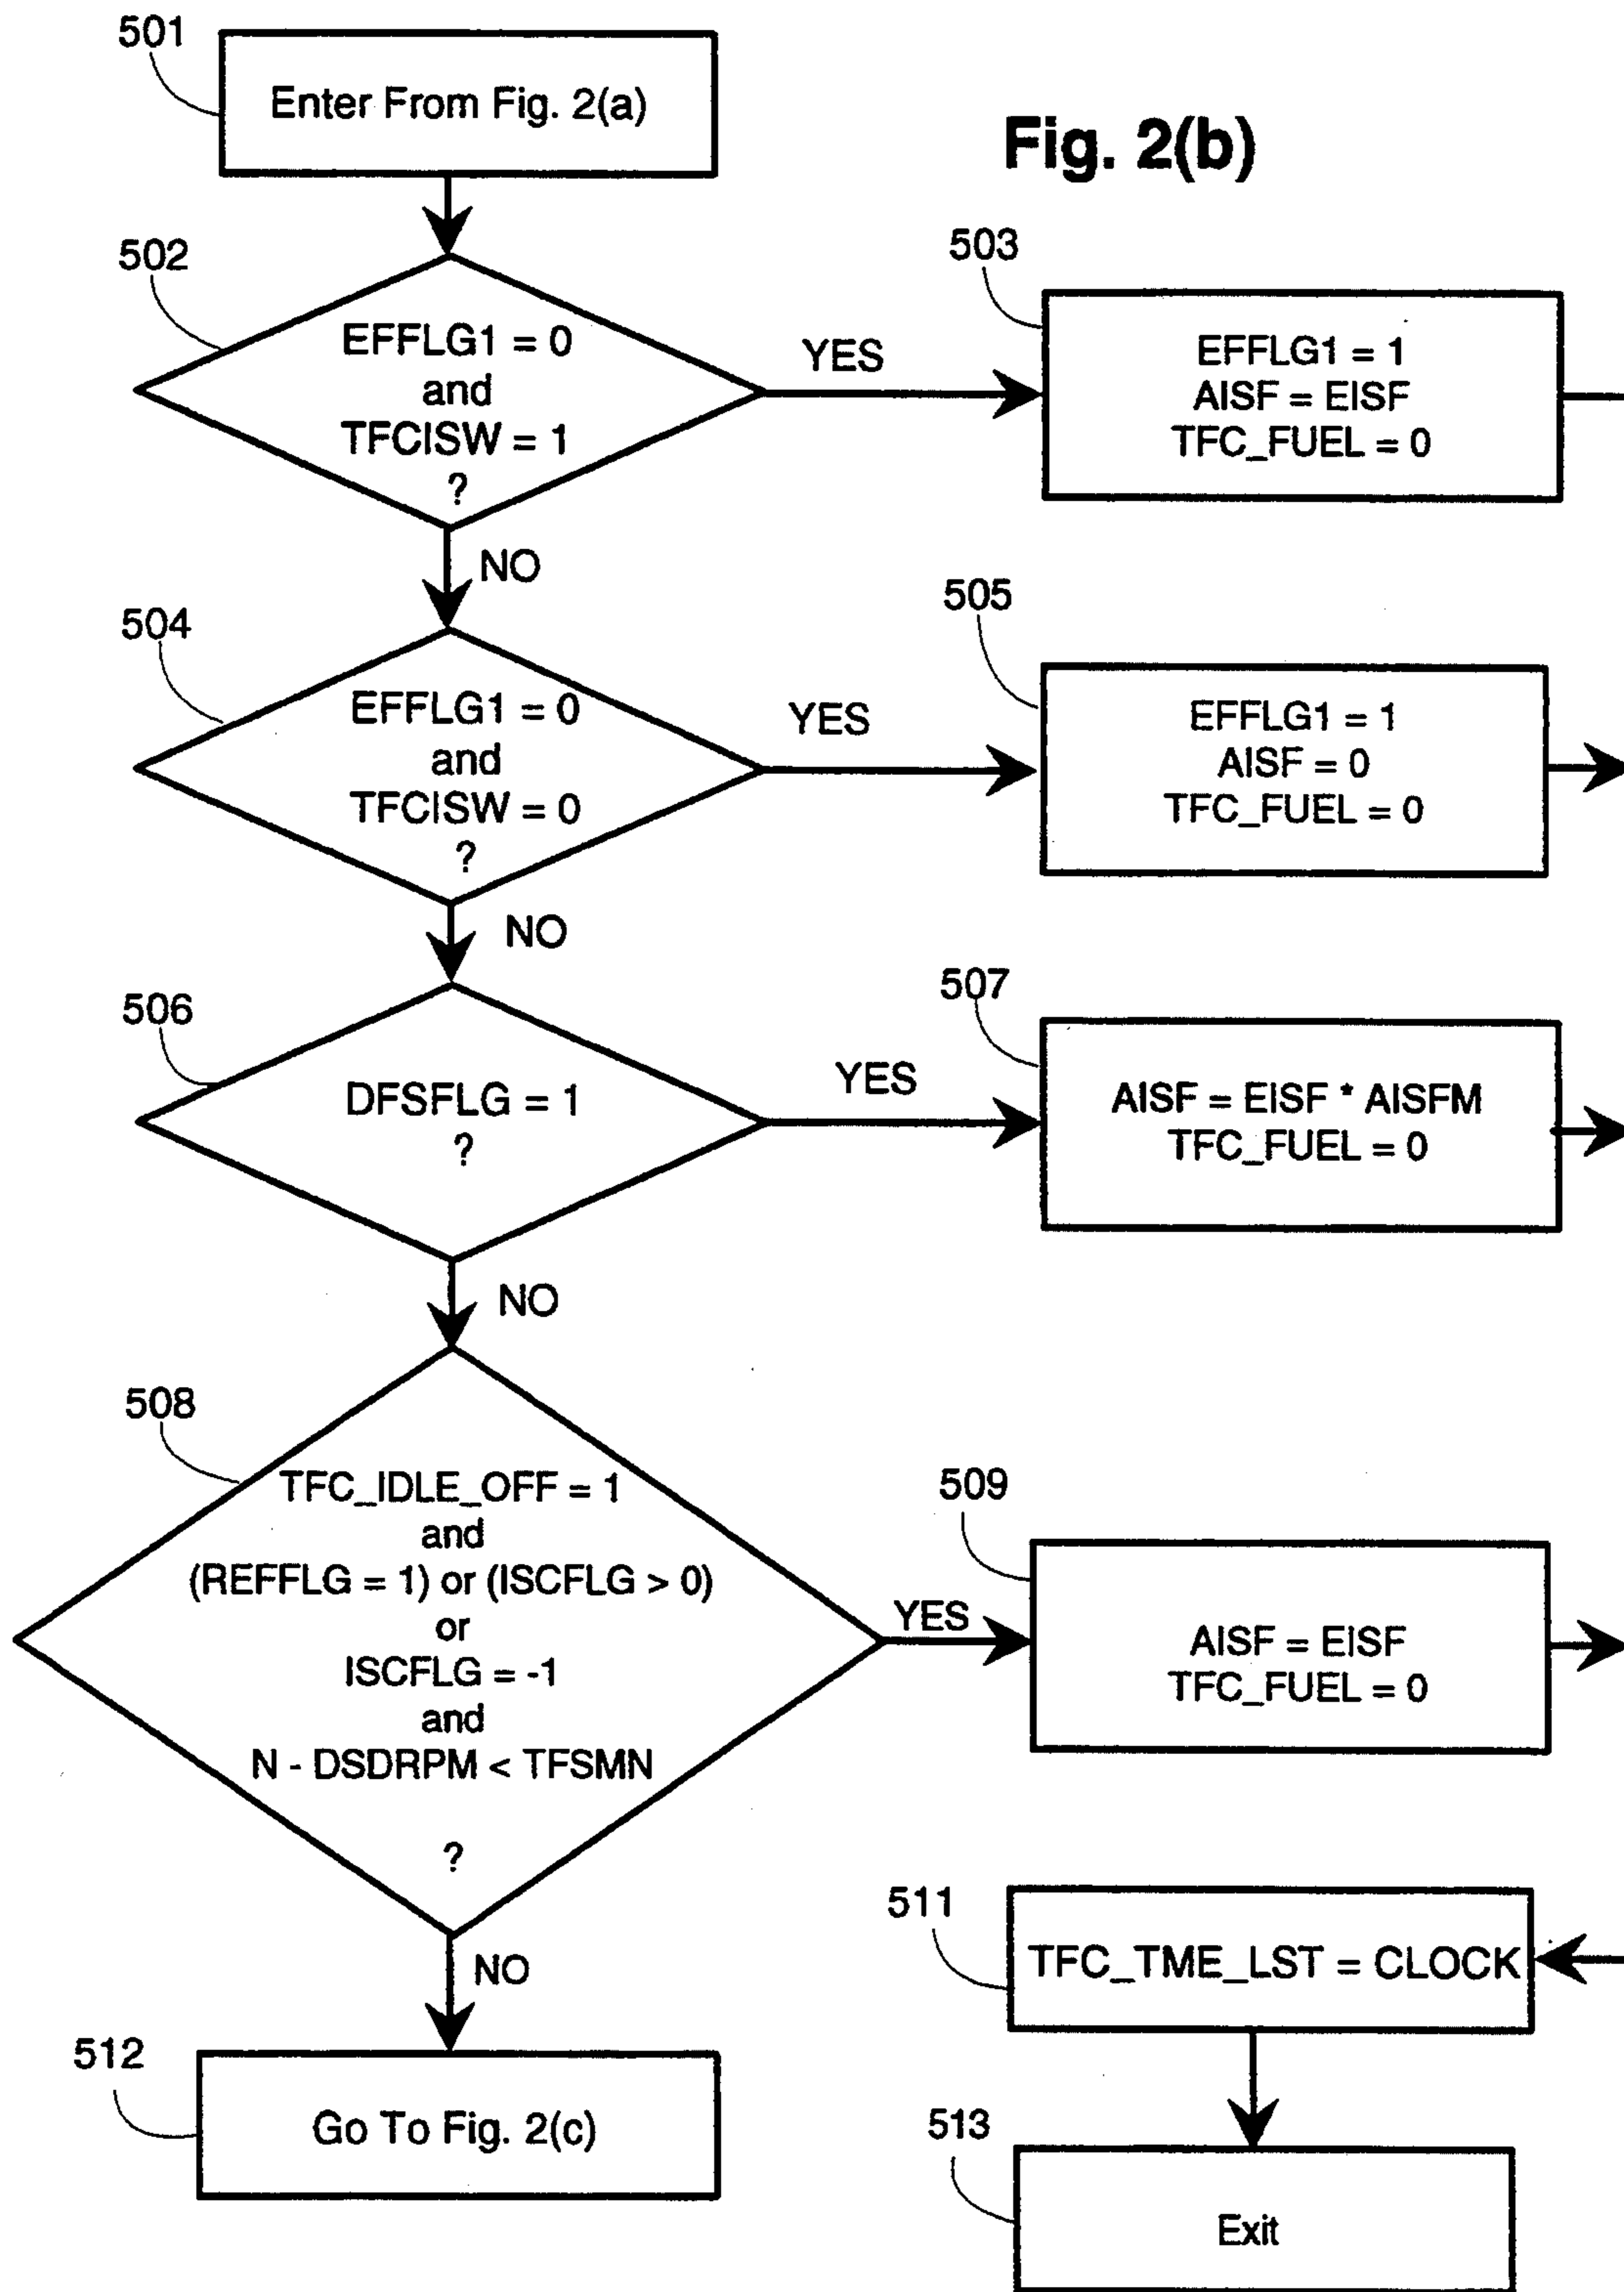 501
Enter From Fig. 2(a)
Fig. 2(b)
502
EFFLG1 = 0
and
TFCISW = 1
?
YES
503
EFFLG1 = 1
AISF = EISF
TFC_FUEL = 0
NO
504
EFFLG1 = 0
and
TFCISW = 0
?
YES
505
EFFLG1 = 1
AISF = 0
TFC_FUEL = 0
NO
506
DFSFLG = 1
?
YES
507
AISF = EISF * AISFM
TFC_FUEL = 0
NO
508
TFC_IDLE_OFF = 1
and
(REFFLG = 1) or (ISCFLG > 0)
or
ISCFLG = -1
and
N - DSDRPM < TFSMN
?
YES
509
AISF = EISF
TFC_FUEL = 0
NO
511
TFC_TME_LST = CLOCK
512
Go To Fig. 2(c)
513
Exit